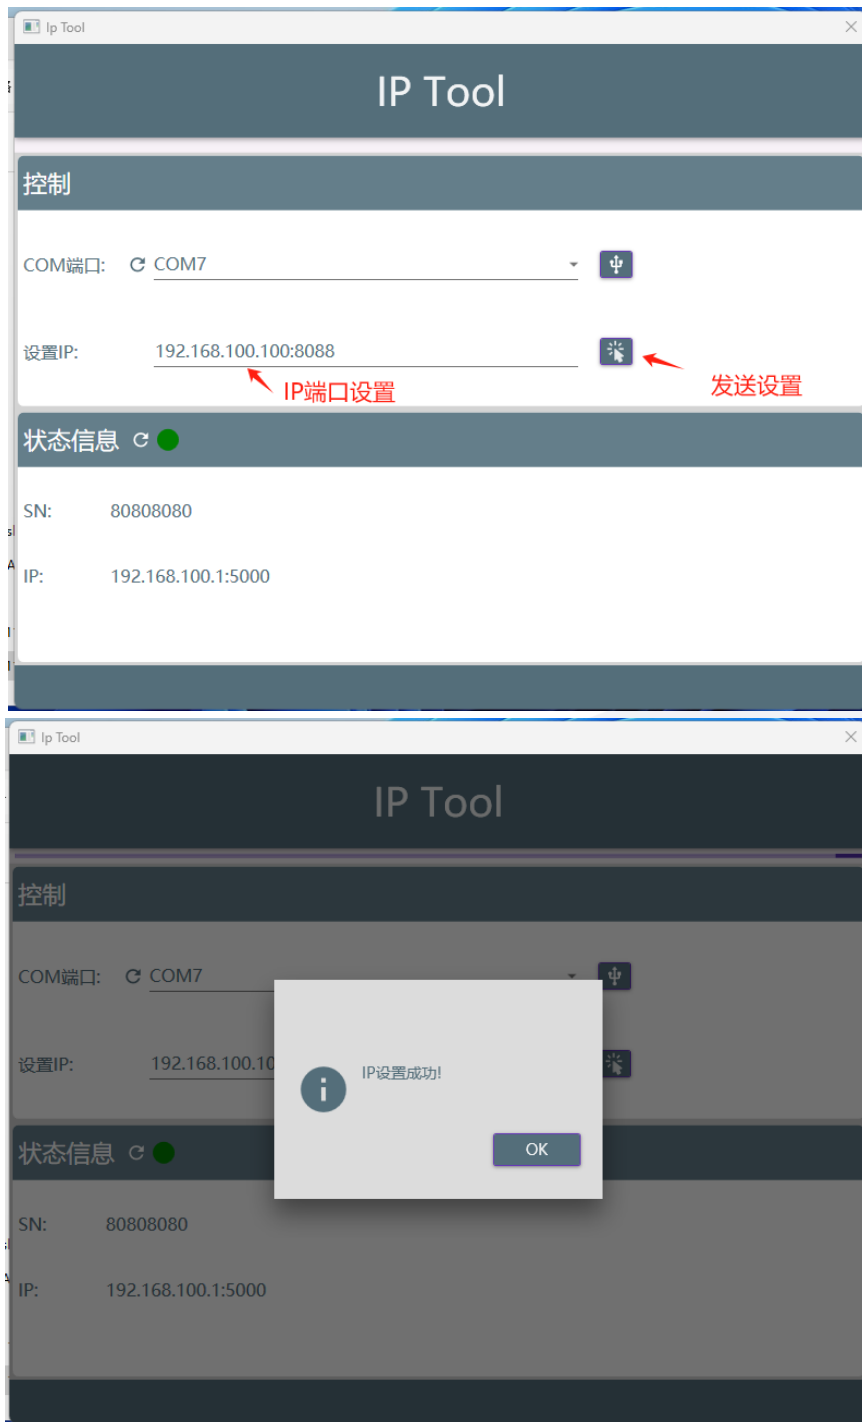 Ip Tool
IP Tool
控制
COM端口: COM7
设置IP: 192.168.100.100:8088
IP端口设置
发送设置
状态信息
SN: 80808080
IP: 192.168.100.1:5000
Ip Tool
IP Tool
控制
COM端口: COM7
设置IP: 192.168.100.10
IP设置成功!
OK
状态信息
SN: 80808080
IP: 192.168.100.1:5000